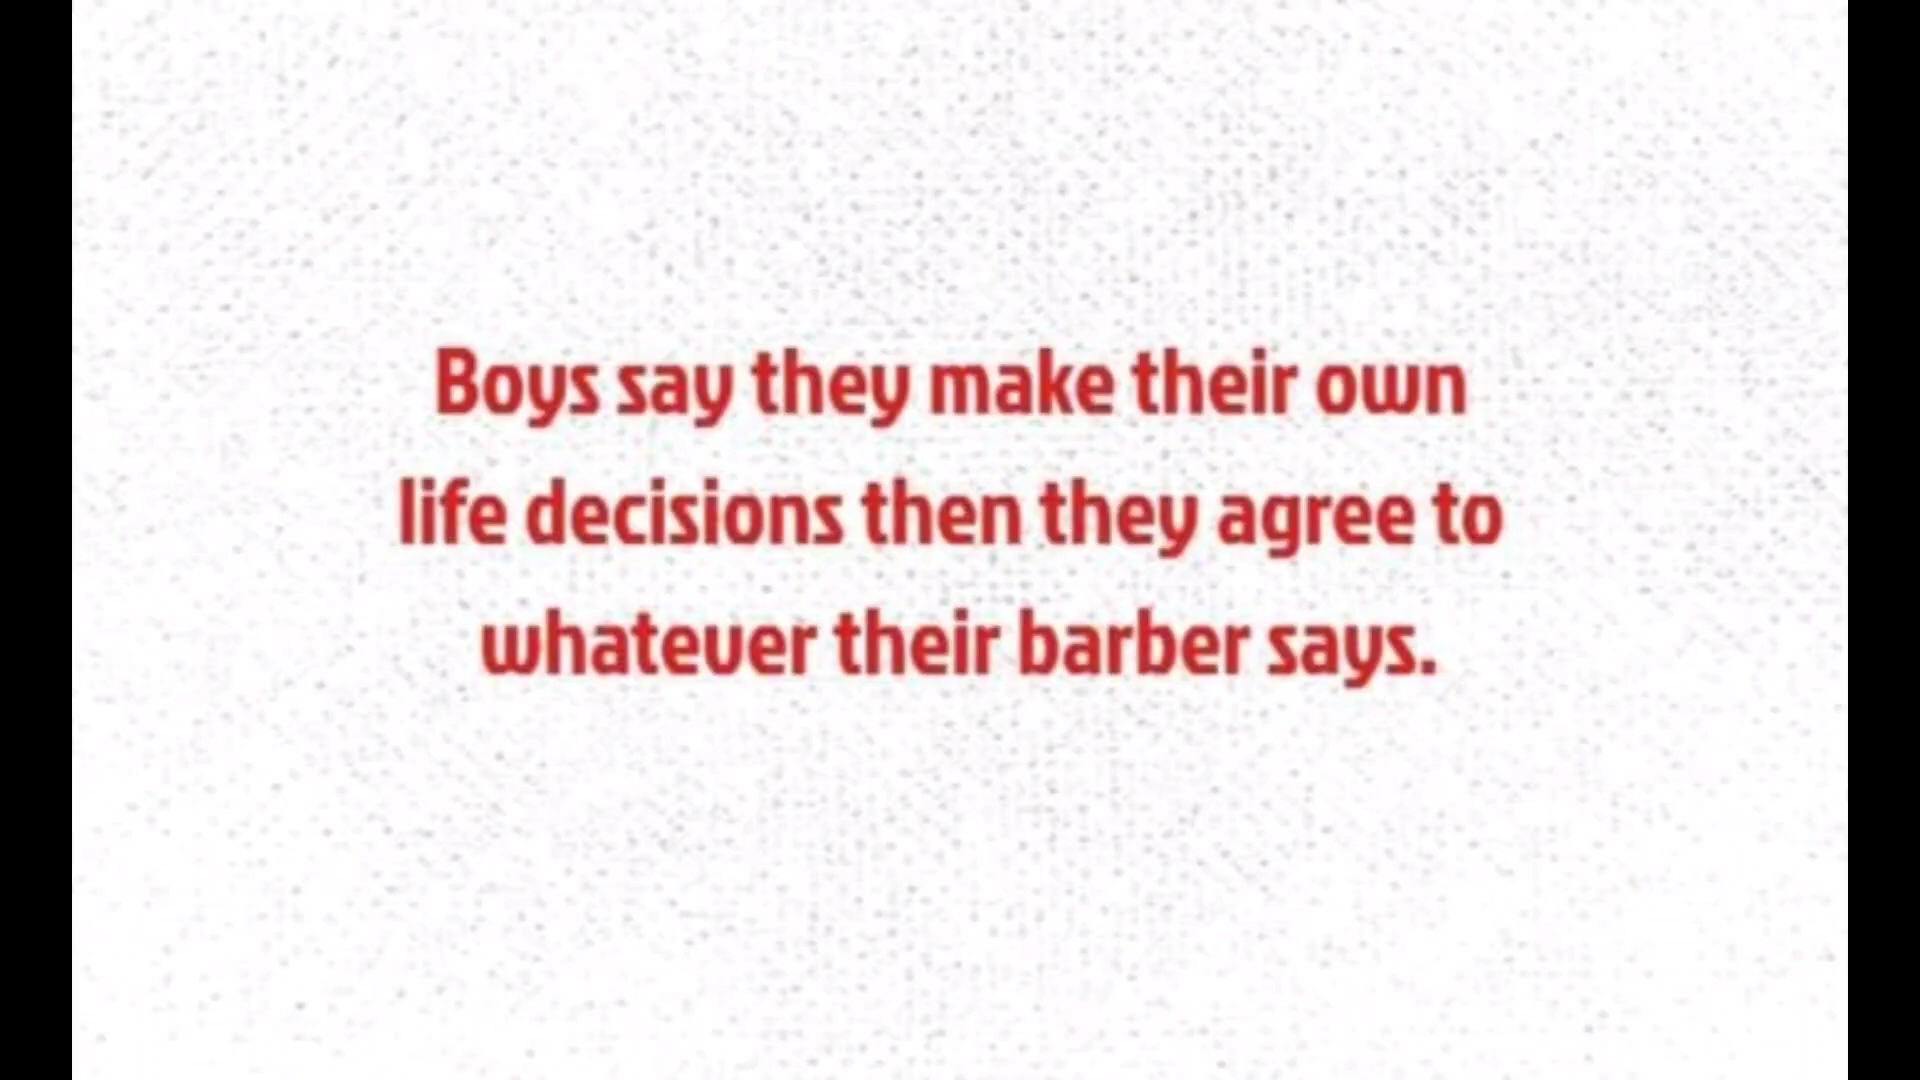 Boys say they make their own
life decisions then they agree to
whatever their barber says.